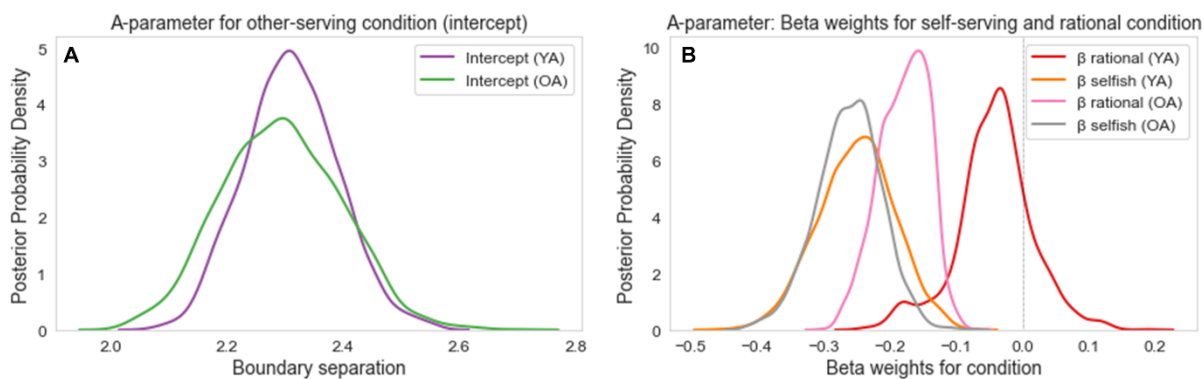 A-parameter for other-serving condition (intercept)
A
Intercept (YA)
Intercept (OA)
Posterior Probability Density
5
4
3
2
1
0
2.0 2.2 2.4 2.6 2.8
Boundary separation
A-parameter: Beta weights for self-serving and rational condition
B
β rational (YA)
β selfish (YA)
β rational (OA)
β selfish (OA)
Posterior Probability Density
10
8
6
4
2
0
−0.5 −0.4 −0.3 −0.2 −0.1 0.0 0.1 0.2
Beta weights for condition